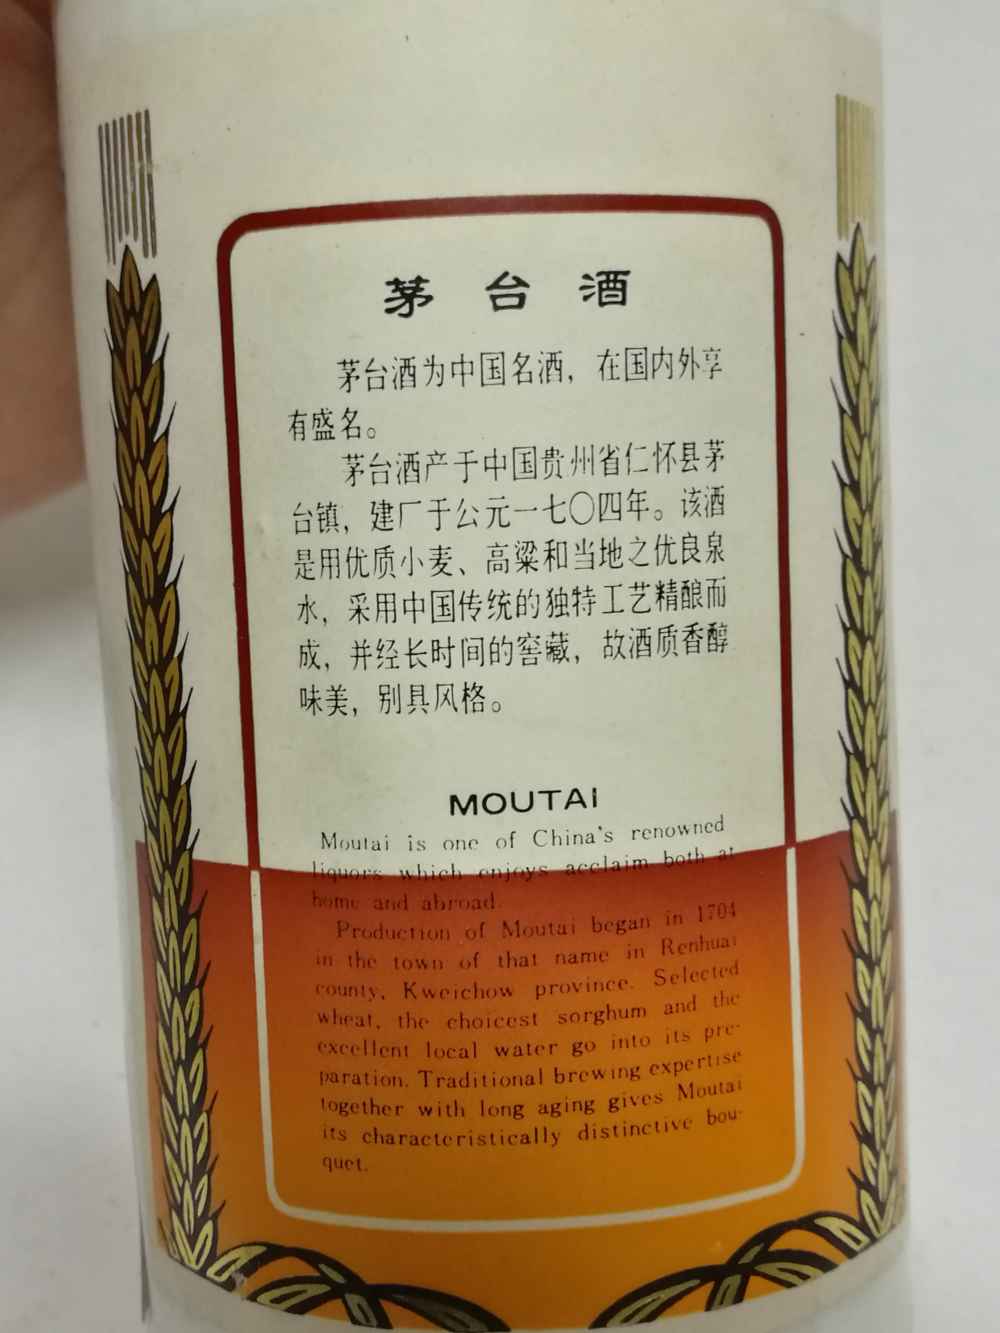 茅台酒
茅台酒为中国名酒，在国内外享
有盛名。
茅台酒产于中国贵州省仁怀县茅
台镇，建厂于公元一七〇四年。该酒
是用优质小麦、高粱和当地之优良泉
水，采用中国传统的独特工艺精酿而
成，并经长时间的窖藏，故酒质香醇
味美，别具风格。
MOUTAI
Moutai is one of China's renowned
liquors which enjoys acclaim both at
home and abroad.
Production of Moutai began in 1704
in the town of that name in Renhuai
county, Kweichow province. Selected
wheat, the choicest sorghum and the
excellent local water go into its pre-
paration. Traditional brewing expertise
together with long aging gives Moutai
its characteristically distinctive bou-
quet.